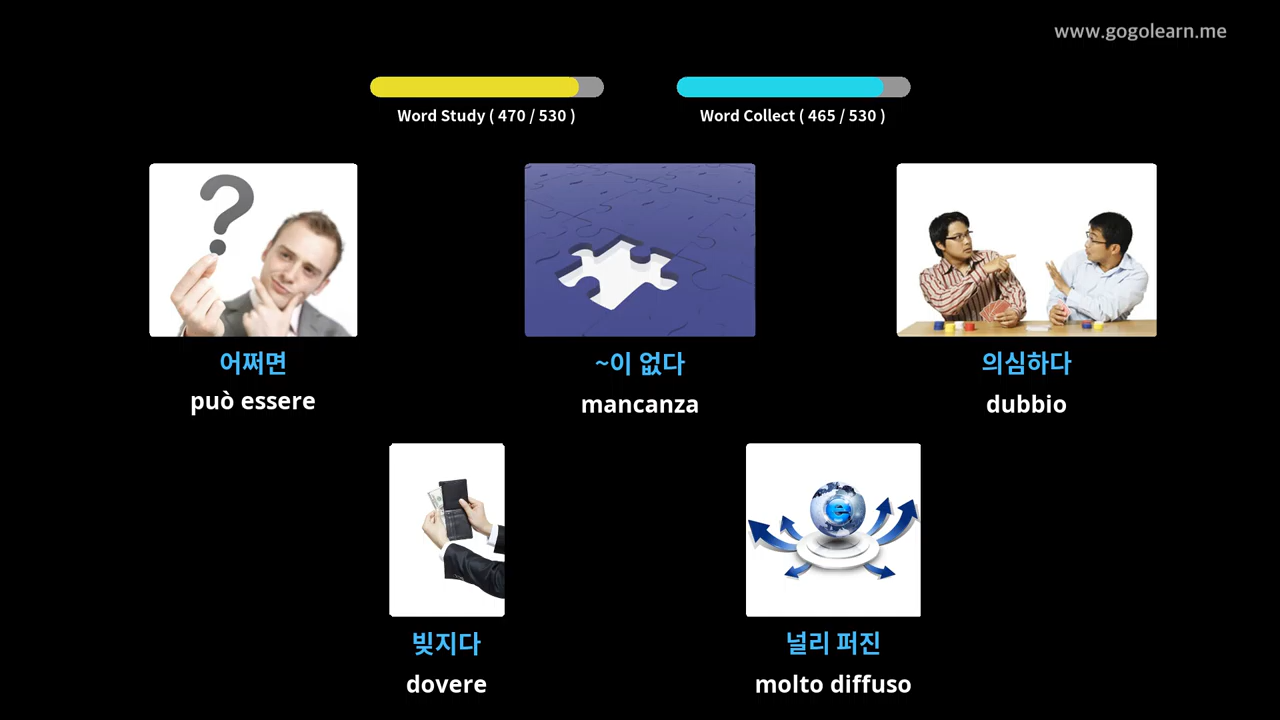 www.gogolearn.me
Word Study ( 470 / 530 )
Word Collect ( 465 / 530 )
어쩌면
può essere
~이 없다
mancanza
의심하다
dubbio
빚지다
dovere
널리 퍼진
molto diffuso